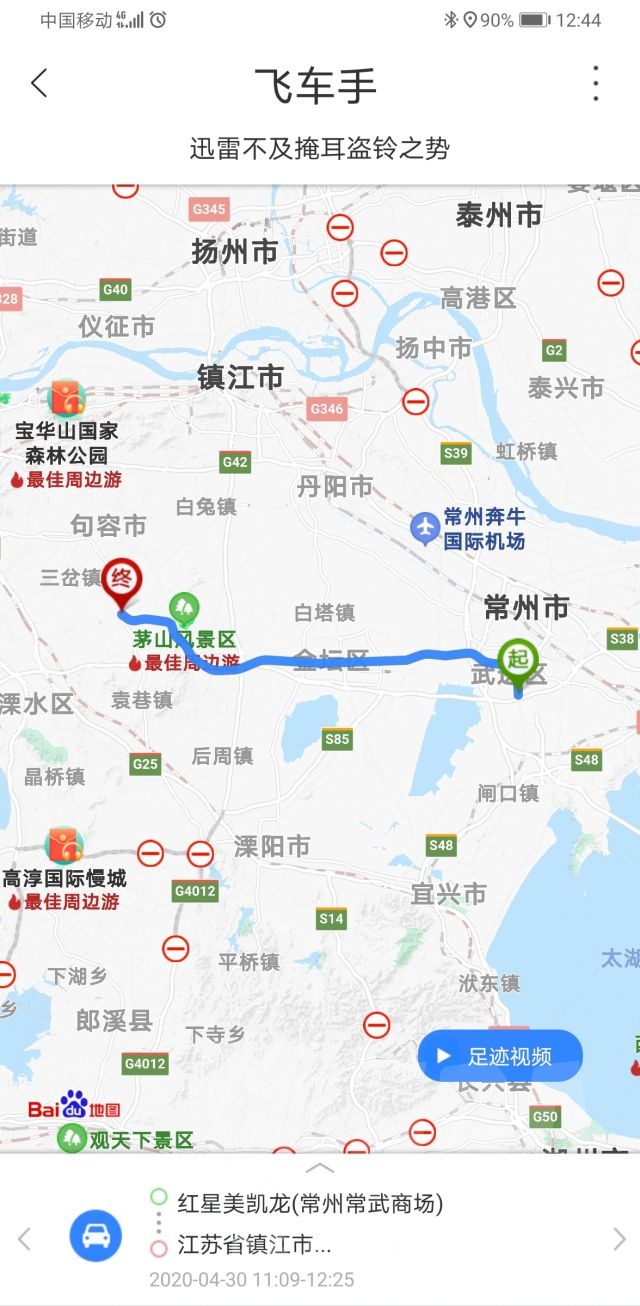 中国移动 4G 90% 12:44
飞车手
迅雷不及掩耳盗铃之势
G345
泰州市
街道
扬州市
G40
高港区
仪征市
扬中市
G2
镇江市
泰兴市
G346
宝华山国家
森林公园
最佳周边游
S39
虹桥镇
G42
丹阳市
白兔镇
常州奔牛
国际机场
句容市
三岔镇
终
常州市
白塔镇
茅山风景区
S38
最佳周边游
金坛区
起
武进区
溧水区
袁巷镇
S85
后周镇
G25
S48
晶桥镇
闸口镇
溧阳市
S48
高淳国际慢城
最佳周边游
G4012
宜兴市
S14
太湖
平桥镇
下湖乡
洑东镇
郎溪县
下寺乡
足迹视频
G4012
长兴县
Bai du 地图
G50
观天下景区
红星美凯龙(常州常武商场)
江苏省镇江市...
2020-04-30 11:09-12:25